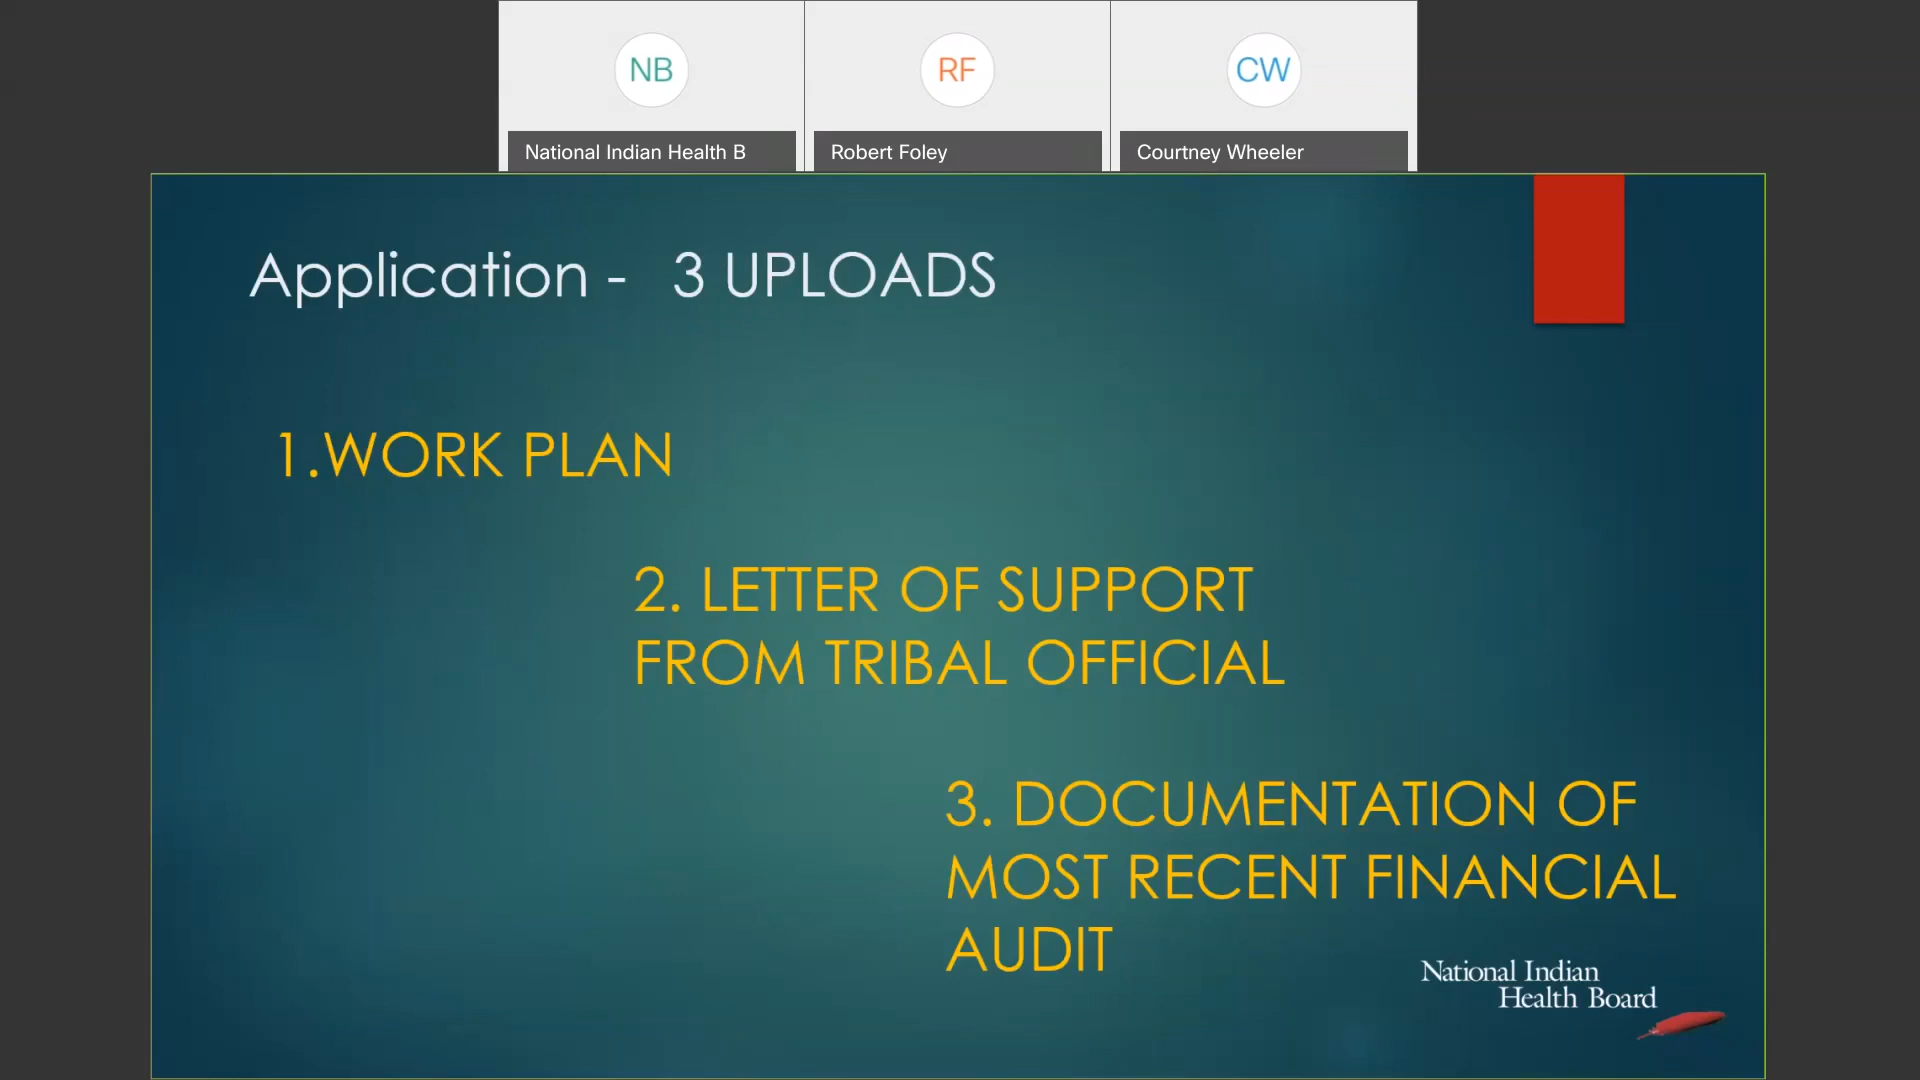 NB
RF
CW
National Indian Health B
Robert Foley
Courtney Wheeler
Application - 3 UPLOADS
1.WORK PLAN
2. LETTER OF SUPPORT
FROM TRIBAL OFFICIAL
3. DOCUMENTATION OF
MOST RECENT FINANCIAL
AUDIT
National Indian
Health Board